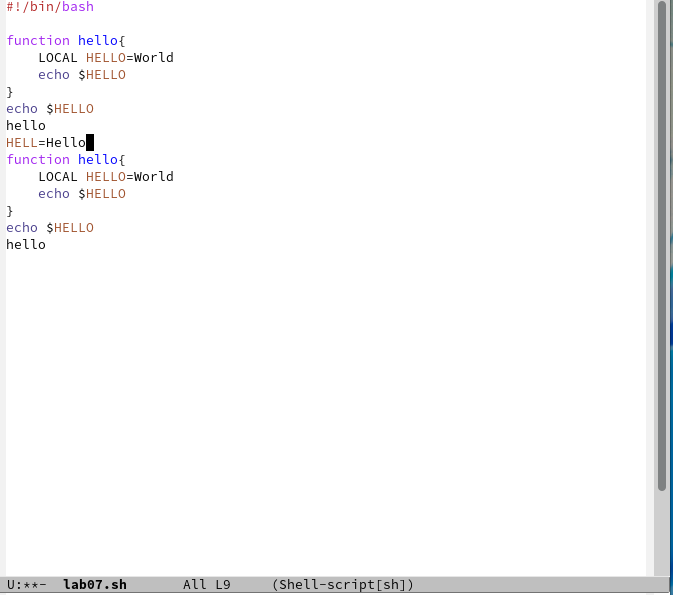 #!/bin/bash

function hello{
    LOCAL HELLO=World
    echo $HELLO
}
echo $HELLO
hello
HELL=Hello
function hello{
    LOCAL HELLO=World
    echo $HELLO
}
echo $HELLO
hello
U:**-  lab07.sh       All L9     (Shell-script[sh])